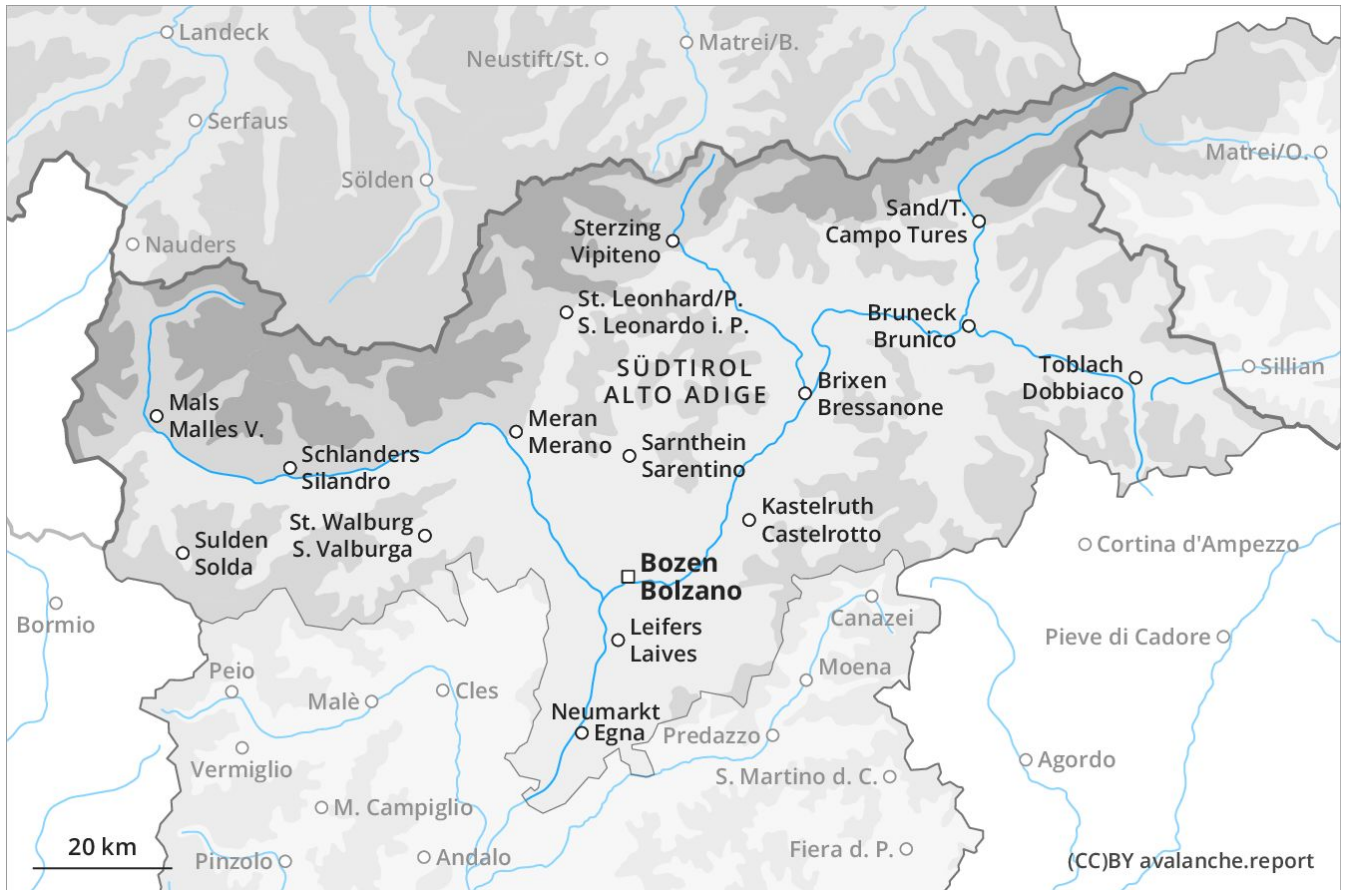 Landeck
Neustift/St.
Matrei/B.
Serfaus
Matrei/O.
Sölden
Sand/T.
Campo Tures
Sterzing
Vipiteno
Nauders
St. Leonhard/P.
S. Leonardo i. P.
Bruneck
Brunico
SÜDTIROL
ALTO ADIGE
Toblach
Dobbiaco
Sillian
Brixen
Bressanone
Mals
Malles V.
Meran
Merano
Sarnthein
Sarentino
Schlanders
Silandro
Kastelruth
Castelrotto
St. Walburg
S. Valburga
Sulden
Solda
Cortina d'Ampezzo
Bozen
Bolzano
Bormio
Canazei
Leifers
Laives
Pieve di Cadore
Peio
Moena
Malè
Cles
Neumarkt
Egna
Predazzo
Vermiglio
Agordo
S. Martino d. C.
M. Campiglio
20 km
Pinzolo
Andalo
Fiera d. P.
(CC)BY avalanche.report